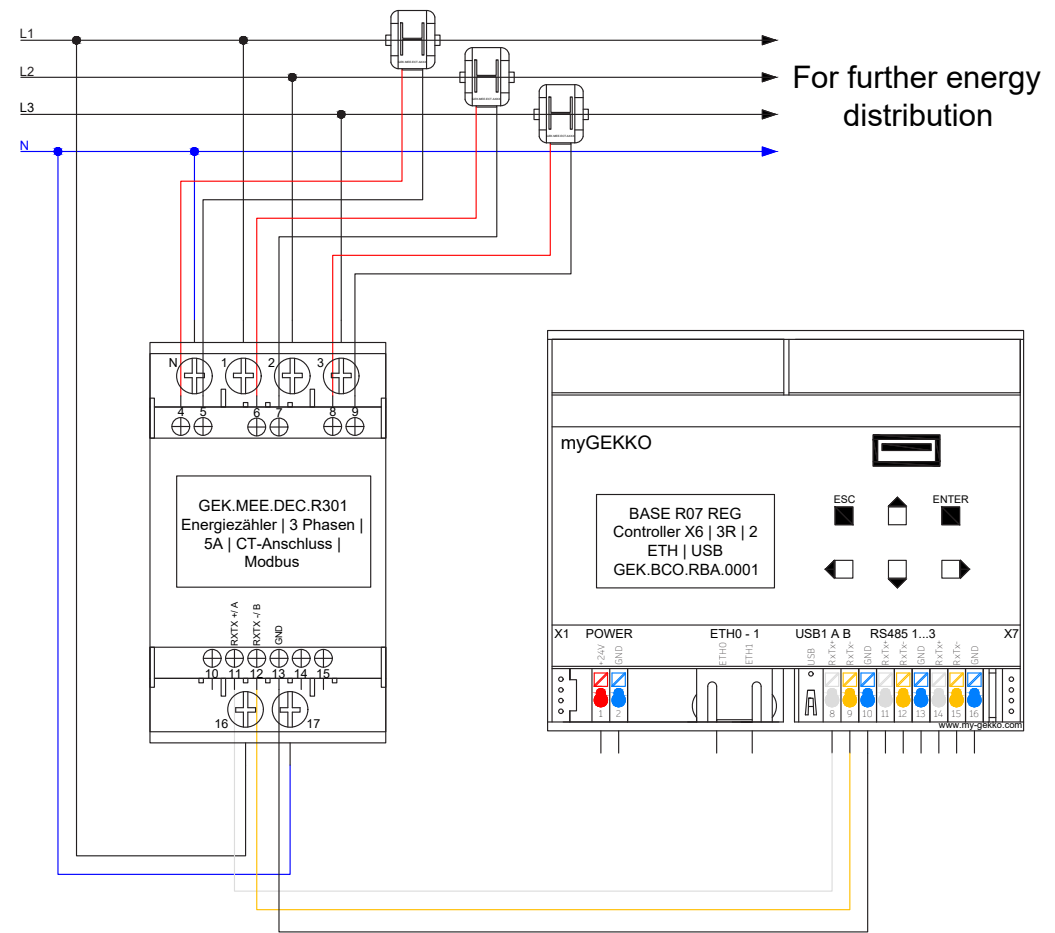 L1
L2
L3
N
For further energy
distribution
N 1 2 3
4 5 6 7 8 9
GEK.MEE.DEC.R301
Energiezähler | 3 Phasen |
5A | CT-Anschluss |
Modbus
RXTX +/ A
RXTX -/ B
GND
10 11 12 13 14 15
16 17
myGEKKO
BASE R07 REG
Controller X6 | 3R | 2
ETH | USB
GEK.BCO.RBA.0001
ESC
ENTER
X1 POWER ETH0 - 1 USB1 A B RS485 1...3 X7
+24V
GND
ETH0
ETH1
USB
RxTx+
RxTx-
GND
RxTx+
RxTx-
GND
RxTx+
RxTx-
GND
1 2 8 9 10 11 12 13 14 15 16
www.my-gekko.com